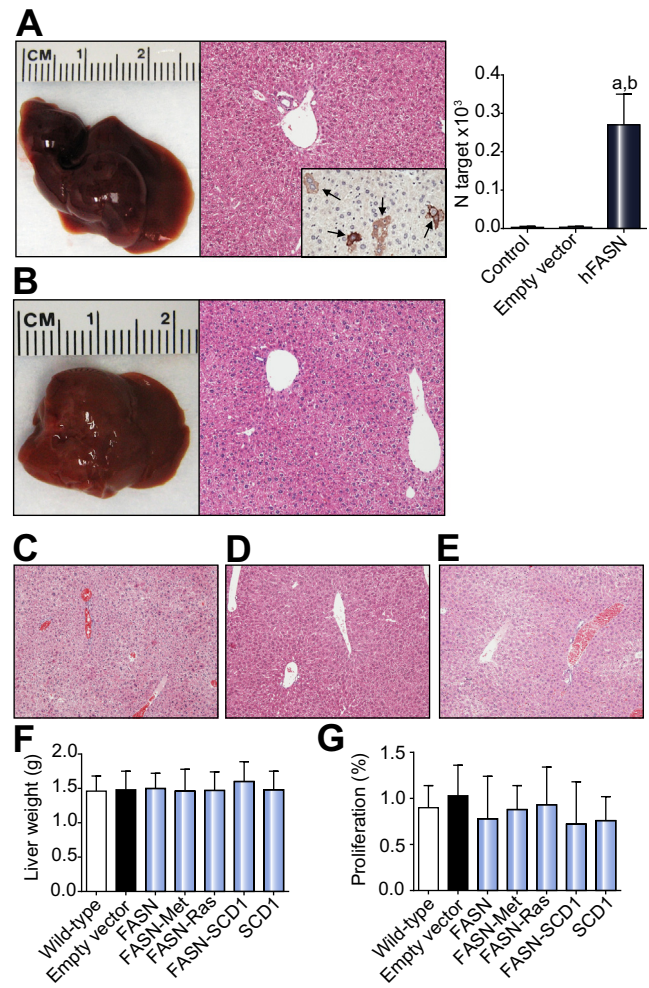 A
CM 1 2
0.4
0.3
0.2
0.1
0.0
N target x10³
a,b
Control
Empty vector
hFASN
B
CM 1 2
C
D
E
F
2.0
1.5
1.0
0.5
0.0
Liver weight (g)
Wild-type
Empty vector
FASN
FASN-Met
FASN-Ras
FASN-SCD1
SCD1
G
1.5
1.0
0.5
0.0
Proliferation (%)
Wild-type
Empty vector
FASN
FASN-Met
FASN-Ras
FASN-SCD1
SCD1